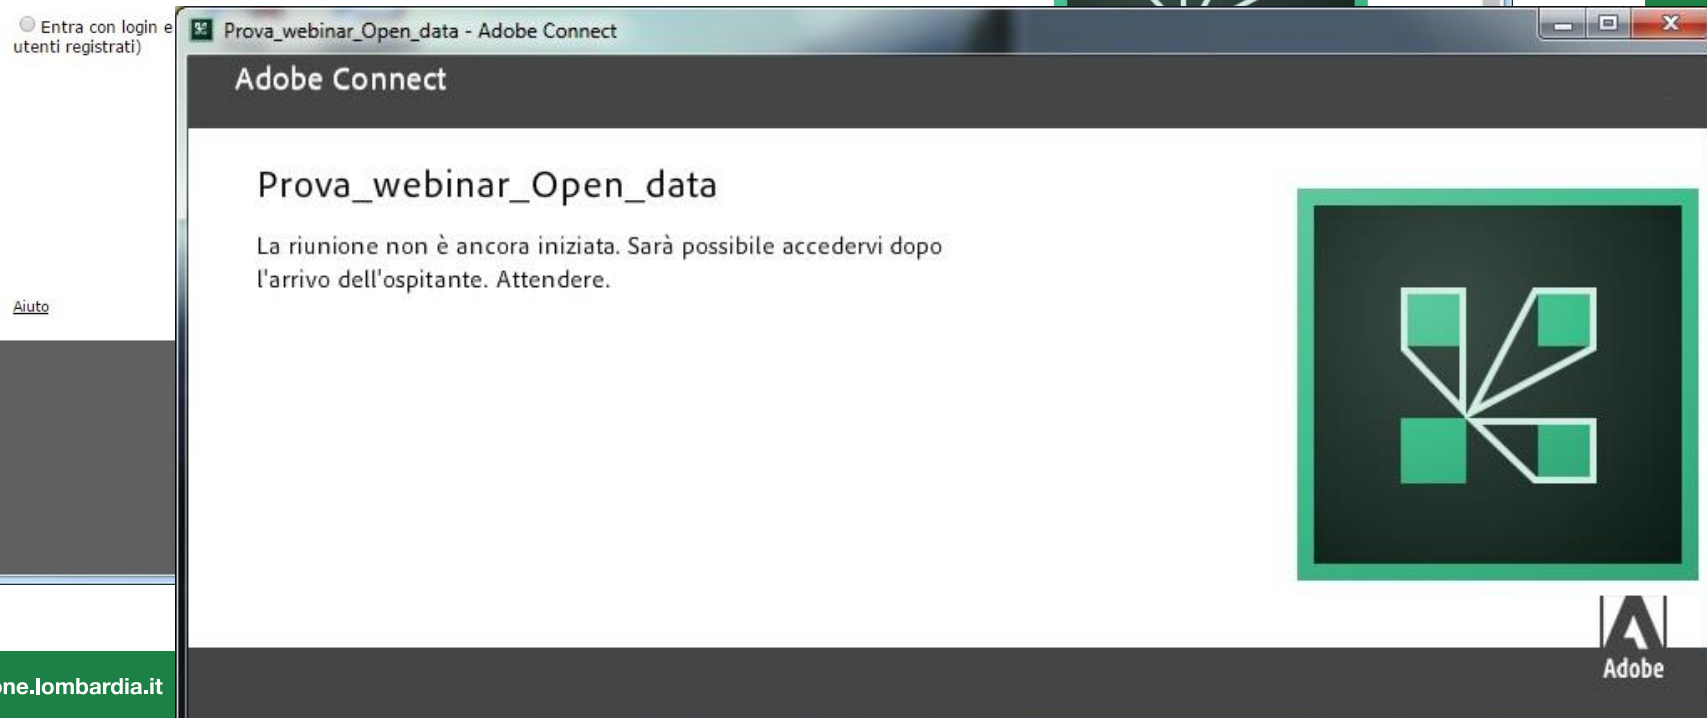 Entra con login e
utenti registrati)
Prova_webinar_Open_data - Adobe Connect
Adobe Connect
Prova_webinar_Open_data
La riunione non è ancora iniziata. Sarà possibile accedervi dopo
l'arrivo dell'ospitante. Attendere.
Aiuto
Adobe
one.lombardia.it